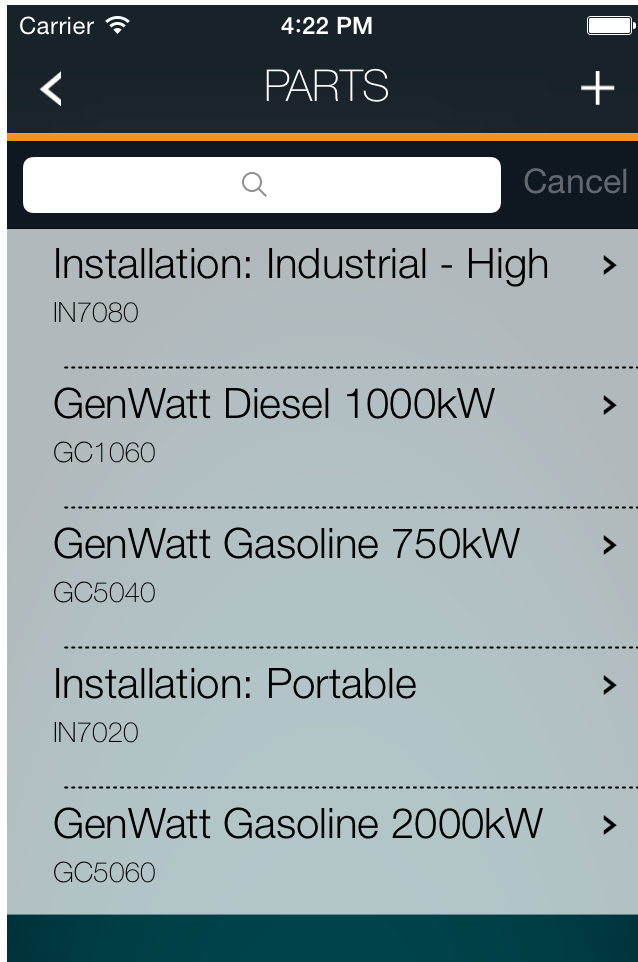 Carrier 4:22 PM
PARTS
Cancel
Installation: Industrial - High
IN7080
GenWatt Diesel 1000kW
GC1060
GenWatt Gasoline 750kW
GC5040
Installation: Portable
IN7020
GenWatt Gasoline 2000kW
GC5060